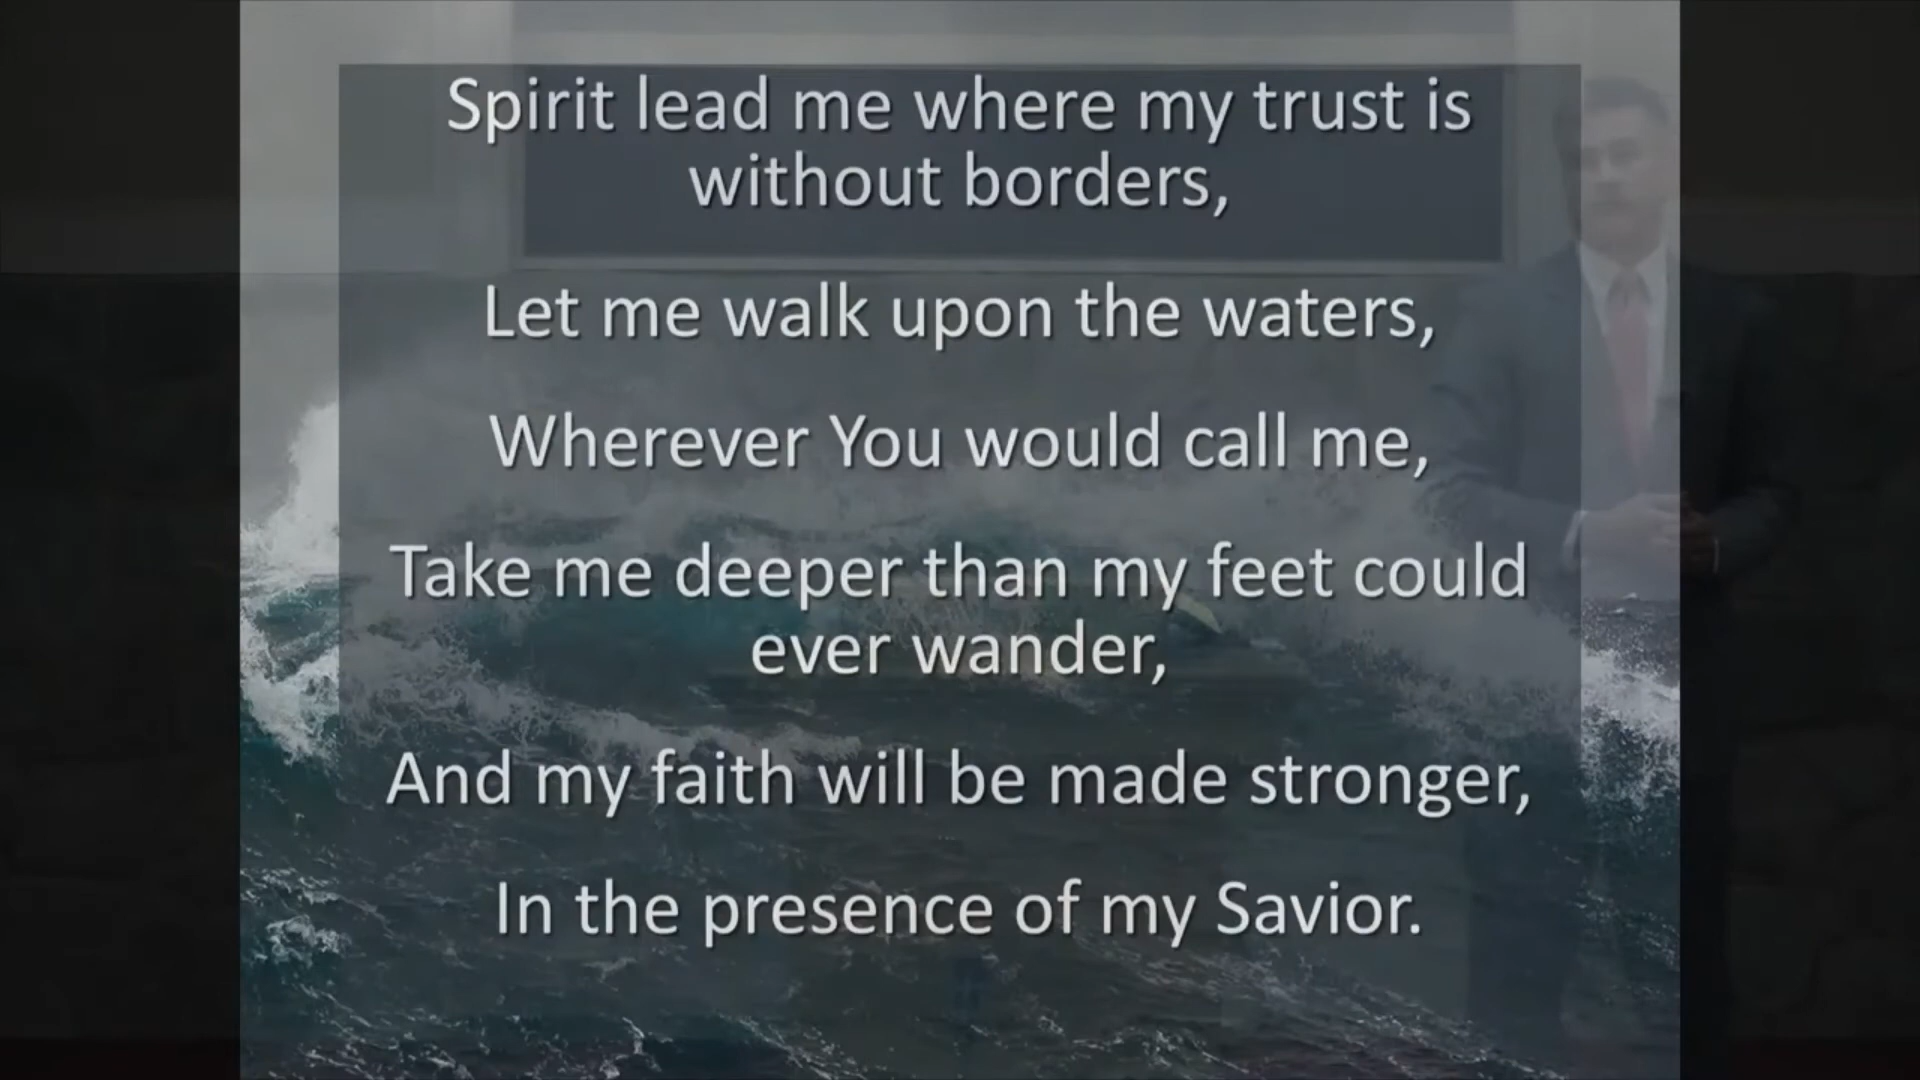 Spirit lead me where my trust is
without borders,
Let me walk upon the waters,
Wherever You would call me,
Take me deeper than my feet could
ever wander,
And my faith will be made stronger,
In the presence of my Savior.